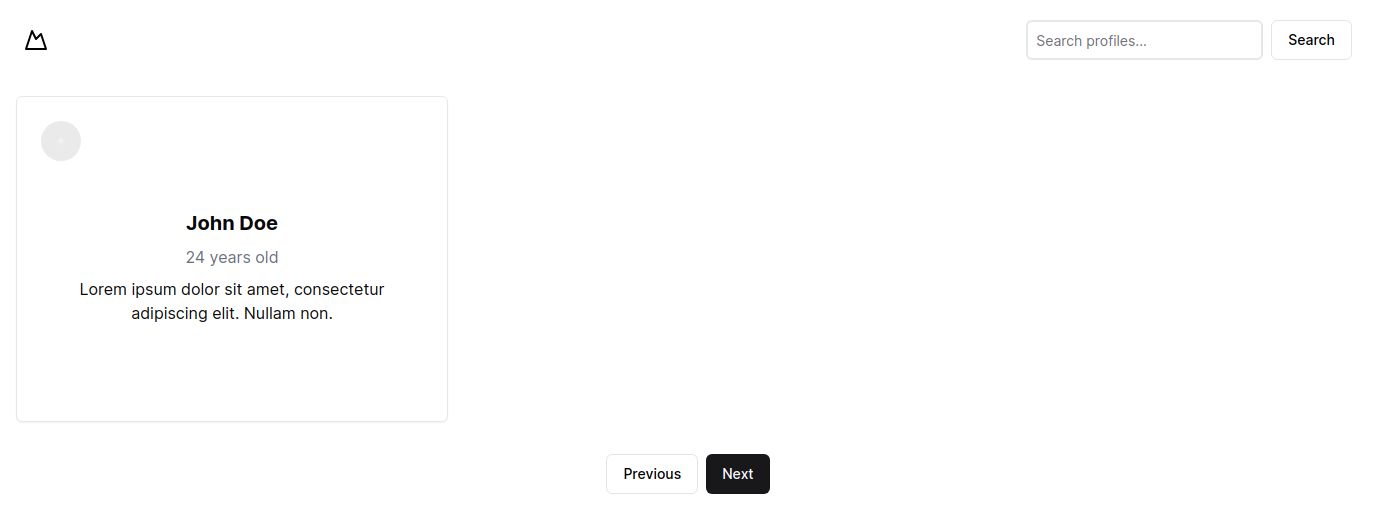 Search profiles...
Search
John Doe
24 years old
Lorem ipsum dolor sit amet, consectetur
adipiscing elit. Nullam non.
Previous
Next